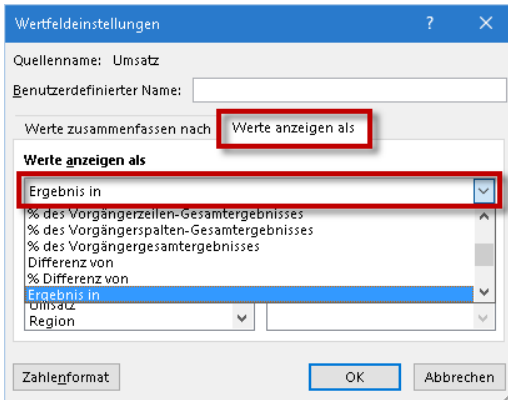 Wertfeldeinstellungen ? ×
Quellenname: Umsatz
Benutzerdefinierter Name:
Werte zusammenfassen nach Werte anzeigen als
Werte anzeigen als
Ergebnis in
% des Vorgängerzeilen-Gesamtergebnisses
% des Vorgängerspalten-Gesamtergebnisses
% des Vorgängergesamtergebnisses
Differenz von
% Differenz von
Ergebnis in
Umsatz
Region
Zahlenformat OK Abbrechen